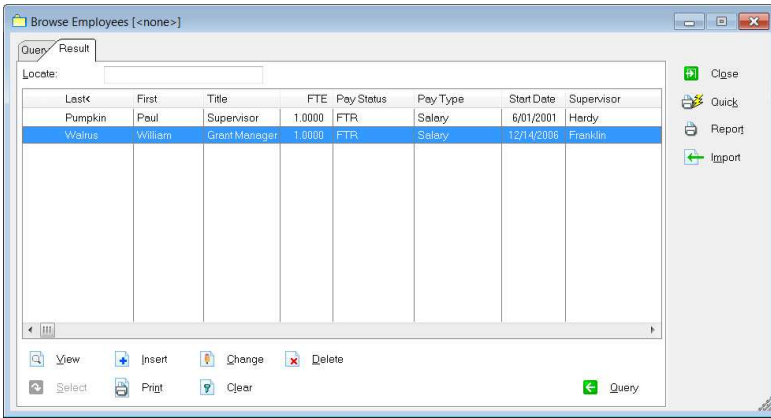 Browse Employees [<none>]
Query Result
Locate:
Last< First Title FTE Pay Status Pay Type Start Date Supervisor
Pumpkin Paul Supervisor 1.0000 FTR Salary 6/01/2001 Hardy
Walrus William Grant Manager 1.0000 FTR Salary 12/14/2006 Franklin
Close
Quick
Report
Import
View Insert Change Delete
Select Print Clear Query